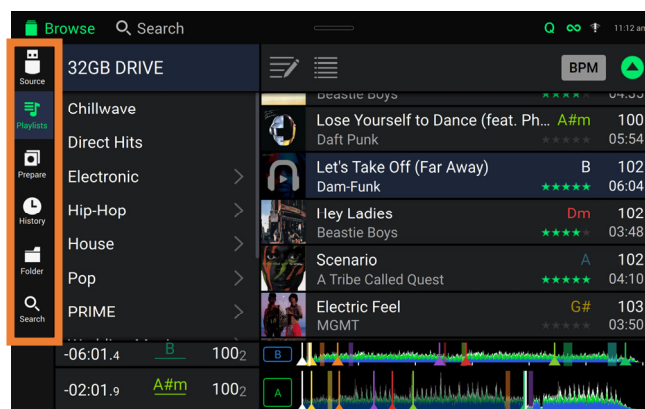 Browse Search Q 11:12 am
Source
Playlists
Prepare
History
Folder
Search
32GB DRIVE
Chillwave
Direct Hits
Electronic
Hip-Hop
House
Pop
PRIME
BPM
Beastie Boys 04:35
Lose Yourself to Dance (feat. Ph... A#m 100
Daft Punk 05:54
Let's Take Off (Far Away) B 102
Dam-Funk 06:04
Hey Ladies Dm 102
Beastie Boys 03:48
Scenario A 102
A Tribe Called Quest 04:10
Electric Feel G# 103
MGMT 03:50
-06:01.4 B 1002 B
-02:01.9 A#m 1002 A